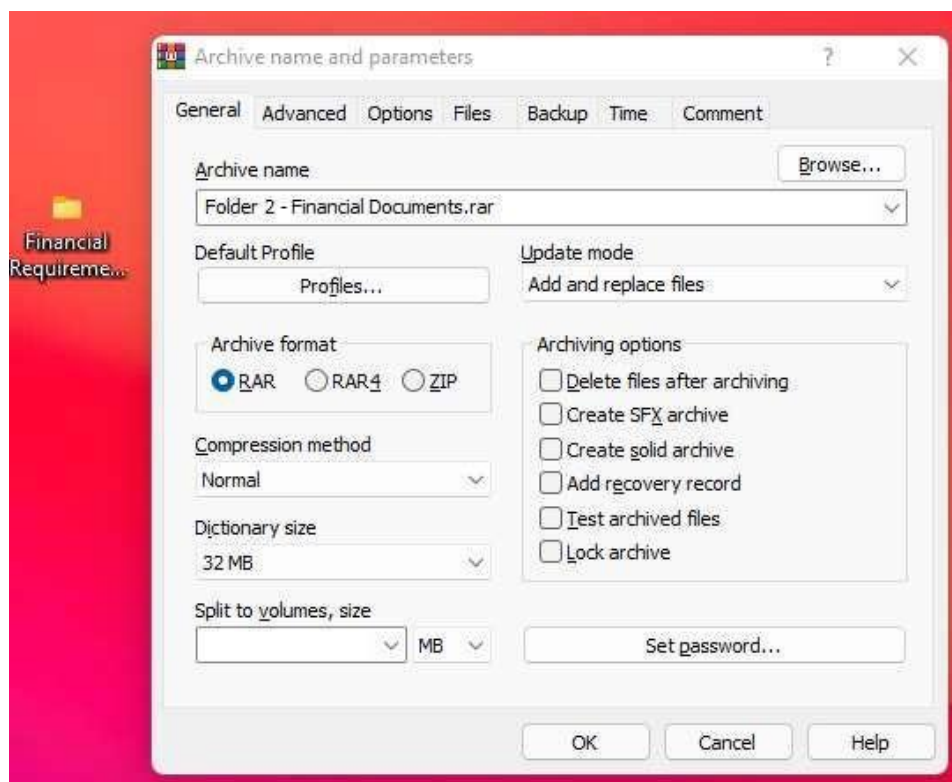 Archive name and parameters
?
General Advanced Options Files Backup Time Comment
Archive name
Browse...
Folder 2 - Financial Documents.rar
Financial
Requireme...
Default Profile
Profiles...
Update mode
Add and replace files
Archive format
RAR RAR4 ZIP
Compression method
Normal
Dictionary size
32 MB
Split to volumes, size
MB
Archiving options
Delete files after archiving
Create SFX archive
Create solid archive
Add recovery record
Test archived files
Lock archive
Set password...
OK Cancel Help